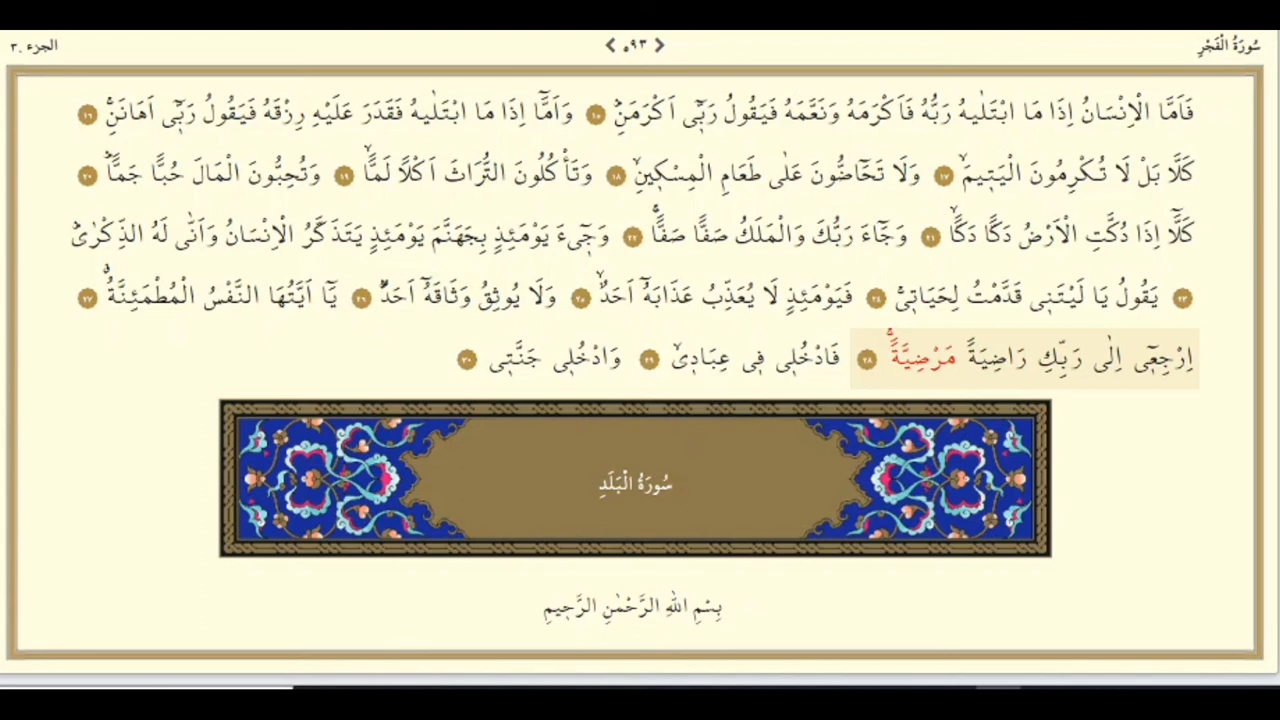 سُورَةُ الْفَجْرِ ٥٩٣ الجزء ٣٠
فَاَمَّا الْاِنْسَانُ اِذَا مَا ابْتَلٰيهُ رَبُّهُ فَاَكْرَمَهُ وَنَعَّمَهُ فَيَقُولُ رَبّ۪ٓي اَكْرَمَنِۜ ١٥ وَاَمَّٓا اِذَا مَا ابْتَلٰيهُ فَقَدَرَ عَلَيْهِ رِزْقَهُ فَيَقُولُ رَبّ۪ٓي اَهَانَنِۚ ١٦
كَلَّا بَلْ لَا تُكْرِمُونَ الْيَت۪يمَۙ ١٧ وَلَا تَحَٓاضُّونَ عَلٰى طَعَامِ الْمِسْك۪ينِۙ ١٨ وَتَأْكُلُونَ التُّرَاثَ اَكْلًا لَمًّاۙ ١٩ وَتُحِبُّونَ الْمَالَ حُبًّا جَمًّاۜ ٢٠
كَلَّٓا اِذَا دُكَّتِ الْاَرْضُ دَكًّا دَكًّاۙ ٢١ وَجَٓاءَ رَبُّكَ وَالْمَلَكُ صَفًّا صَفًّاۚ ٢٢ وَج۪ٓيءَ يَوْمَئِذٍ بِجَهَنَّمَ يَوْمَئِذٍ يَتَذَكَّرُ الْاِنْسَانُ وَاَنّٰى لَهُ الذِّكْرٰىۜ
٢٣ يَقُولُ يَا لَيْتَن۪ي قَدَّمْتُ لِحَيَات۪يۚ ٢٤ فَيَوْمَئِذٍ لَا يُعَذِّبُ عَذَابَهُٓ اَحَدٌۙ ٢٥ وَلَا يُوثِقُ وَثَاقَهُٓ اَحَدٌۜ ٢٦ يَٓا اَيَّتُهَا النَّفْسُ الْمُطْمَئِنَّةُۗ ٢٧
اِرْجِع۪ٓي اِلٰى رَبِّكِ رَاضِيَةً مَرْضِيَّةًۚ ٢٨ فَادْخُل۪ي ف۪ي عِبَاد۪يۙ ٢٩ وَادْخُل۪ي جَنَّت۪ي ٣٠
سُورَةُ الْبَلَدِ
بِسْمِ اللّٰهِ الرَّحْمٰنِ الرَّح۪يمِ